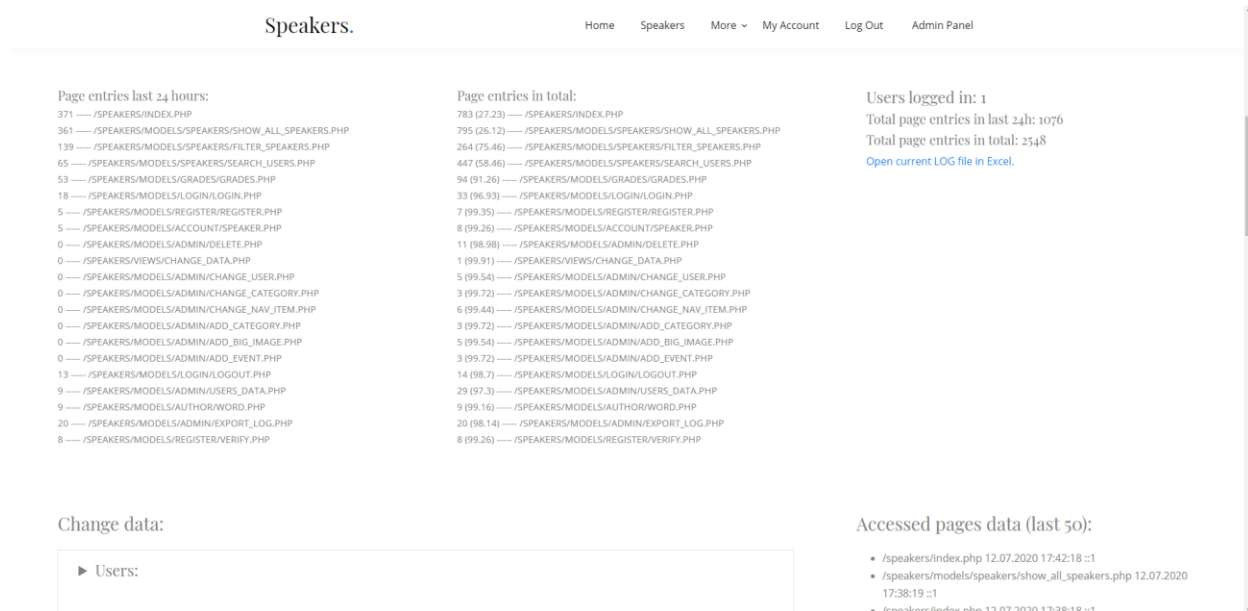 Speakers.
Home Speakers More My Account Log Out Admin Panel
Page entries last 24 hours:
371 ----- /SPEAKERS/INDEX.PHP
361 ----- /SPEAKERS/MODELS/SPEAKERS/SHOW_ALL_SPEAKERS.PHP
139 ----- /SPEAKERS/MODELS/SPEAKERS/FILTER_SPEAKERS.PHP
65 ----- /SPEAKERS/MODELS/SPEAKERS/SEARCH_USERS.PHP
53 ----- /SPEAKERS/MODELS/GRADES/GRADES.PHP
18 ----- /SPEAKERS/MODELS/LOGIN/LOGIN.PHP
5 ----- /SPEAKERS/MODELS/REGISTER/REGISTER.PHP
5 ----- /SPEAKERS/MODELS/ACCOUNT/SPEAKER.PHP
0 ----- /SPEAKERS/MODELS/ADMIN/DELETE.PHP
0 ----- /SPEAKERS/VIEWS/CHANGE_DATA.PHP
0 ----- /SPEAKERS/MODELS/ADMIN/CHANGE_USER.PHP
0 ----- /SPEAKERS/MODELS/ADMIN/CHANGE_CATEGORY.PHP
0 ----- /SPEAKERS/MODELS/ADMIN/CHANGE_NAV_ITEM.PHP
0 ----- /SPEAKERS/MODELS/ADMIN/ADD_CATEGORY.PHP
0 ----- /SPEAKERS/MODELS/ADMIN/ADD_BIG_IMAGE.PHP
0 ----- /SPEAKERS/MODELS/ADMIN/ADD_EVENT.PHP
13 ----- /SPEAKERS/MODELS/LOGIN/LOGOUT.PHP
9 ----- /SPEAKERS/MODELS/ADMIN/USERS_DATA.PHP
9 ----- /SPEAKERS/MODELS/AUTHOR/WORD.PHP
20 ----- /SPEAKERS/MODELS/ADMIN/EXPORT_LOG.PHP
8 ----- /SPEAKERS/MODELS/REGISTER/VERIFY.PHP
Page entries in total:
783 (27.23) ----- /SPEAKERS/INDEX.PHP
795 (26.12) ----- /SPEAKERS/MODELS/SPEAKERS/SHOW_ALL_SPEAKERS.PHP
264 (75.46) ----- /SPEAKERS/MODELS/SPEAKERS/FILTER_SPEAKERS.PHP
447 (58.46) ----- /SPEAKERS/MODELS/SPEAKERS/SEARCH_USERS.PHP
94 (91.26) ----- /SPEAKERS/MODELS/GRADES/GRADES.PHP
33 (96.93) ----- /SPEAKERS/MODELS/LOGIN/LOGIN.PHP
7 (99.35) ----- /SPEAKERS/MODELS/REGISTER/REGISTER.PHP
8 (99.26) ----- /SPEAKERS/MODELS/ACCOUNT/SPEAKER.PHP
11 (98.98) ----- /SPEAKERS/MODELS/ADMIN/DELETE.PHP
1 (99.91) ----- /SPEAKERS/VIEWS/CHANGE_DATA.PHP
5 (99.54) ----- /SPEAKERS/MODELS/ADMIN/CHANGE_USER.PHP
3 (99.72) ----- /SPEAKERS/MODELS/ADMIN/CHANGE_CATEGORY.PHP
6 (99.44) ----- /SPEAKERS/MODELS/ADMIN/CHANGE_NAV_ITEM.PHP
3 (99.72) ----- /SPEAKERS/MODELS/ADMIN/ADD_CATEGORY.PHP
5 (99.54) ----- /SPEAKERS/MODELS/ADMIN/ADD_BIG_IMAGE.PHP
3 (99.72) ----- /SPEAKERS/MODELS/ADMIN/ADD_EVENT.PHP
14 (98.7) ----- /SPEAKERS/MODELS/LOGIN/LOGOUT.PHP
29 (97.3) ----- /SPEAKERS/MODELS/ADMIN/USERS_DATA.PHP
9 (99.16) ----- /SPEAKERS/MODELS/AUTHOR/WORD.PHP
20 (98.14) ----- /SPEAKERS/MODELS/ADMIN/EXPORT_LOG.PHP
8 (99.26) ----- /SPEAKERS/MODELS/REGISTER/VERIFY.PHP
Users logged in: 1
Total page entries in last 24h: 1076
Total page entries in total: 2548
Open current LOG file in Excel.
Change data:
Users:
Accessed pages data (last 50):
/speakers/index.php 12.07.2020 17:42:18 ::1
/speakers/models/speakers/show_all_speakers.php 12.07.2020
17:38:19 ::1
/speakers/index.php 12.07.2020 17:38:18 ::1